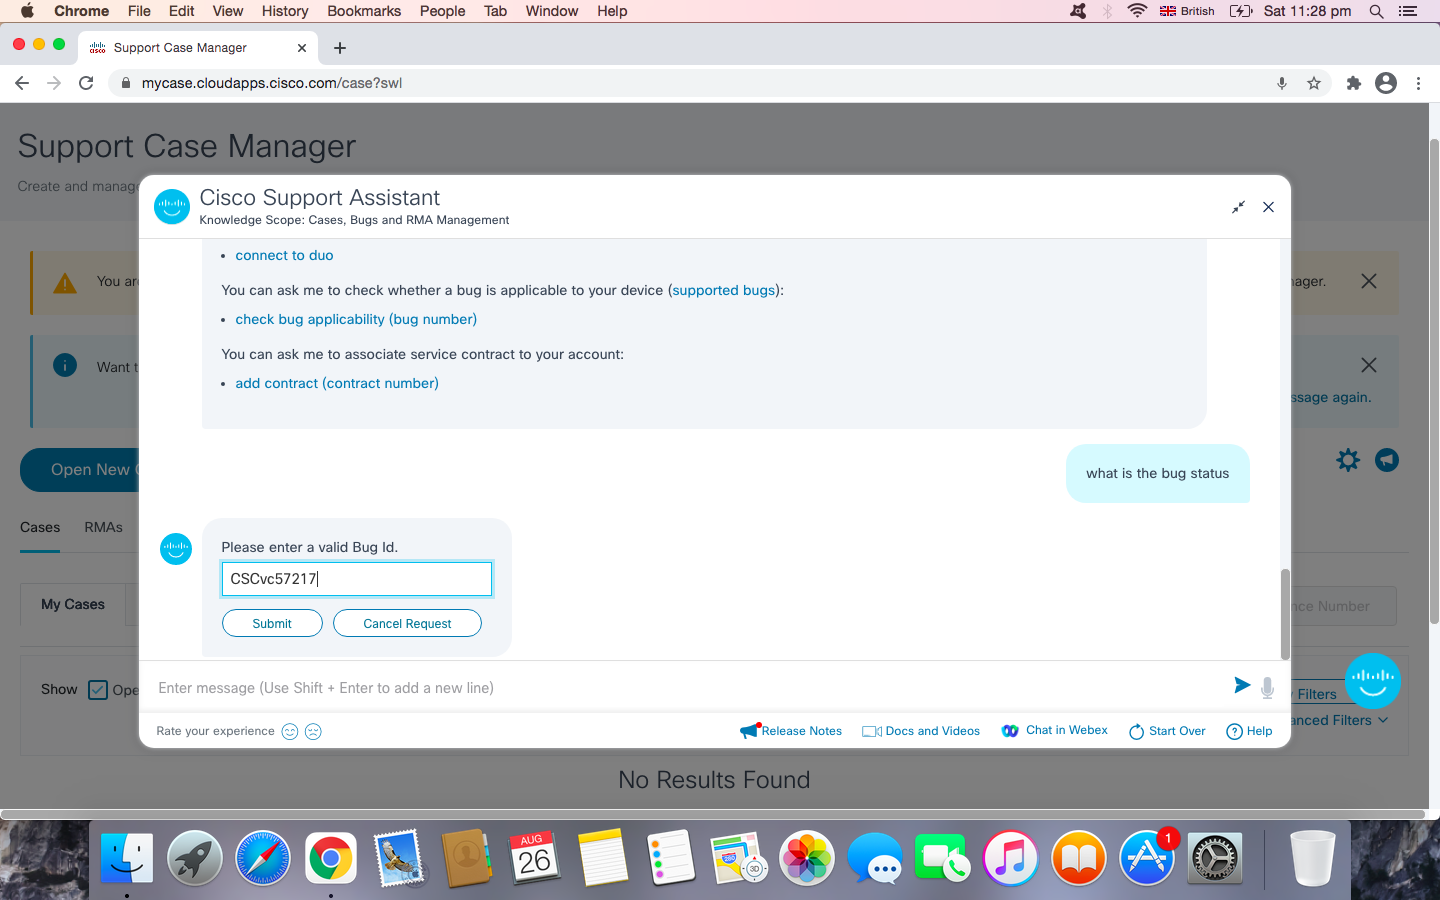 Chrome File Edit View History Bookmarks People Tab Window Help British Sat 11:28 pm
cisco Support Case Manager
mycase.cloudapps.cisco.com/case?swl
Support Case Manager
Create and manag
Cisco Support Assistant
Knowledge Scope: Cases, Bugs and RMA Management
• connect to duo
You are
nager.
You can ask me to check whether a bug is applicable to your device (supported bugs):
• check bug applicability (bug number)
You can ask me to associate service contract to your account:
Want t
• add contract (contract number)
ssage again.
Open New C
what is the bug status
Cases RMAs
Please enter a valid Bug Id.
CSCvc57217
My Cases
nce Number
Submit Cancel Request
Show Ope
Enter message (Use Shift + Enter to add a new line)
Filters
anced Filters
Rate your experience Release Notes Docs and Videos Chat in Webex Start Over Help
No Results Found
AUG
26
280
3D
1